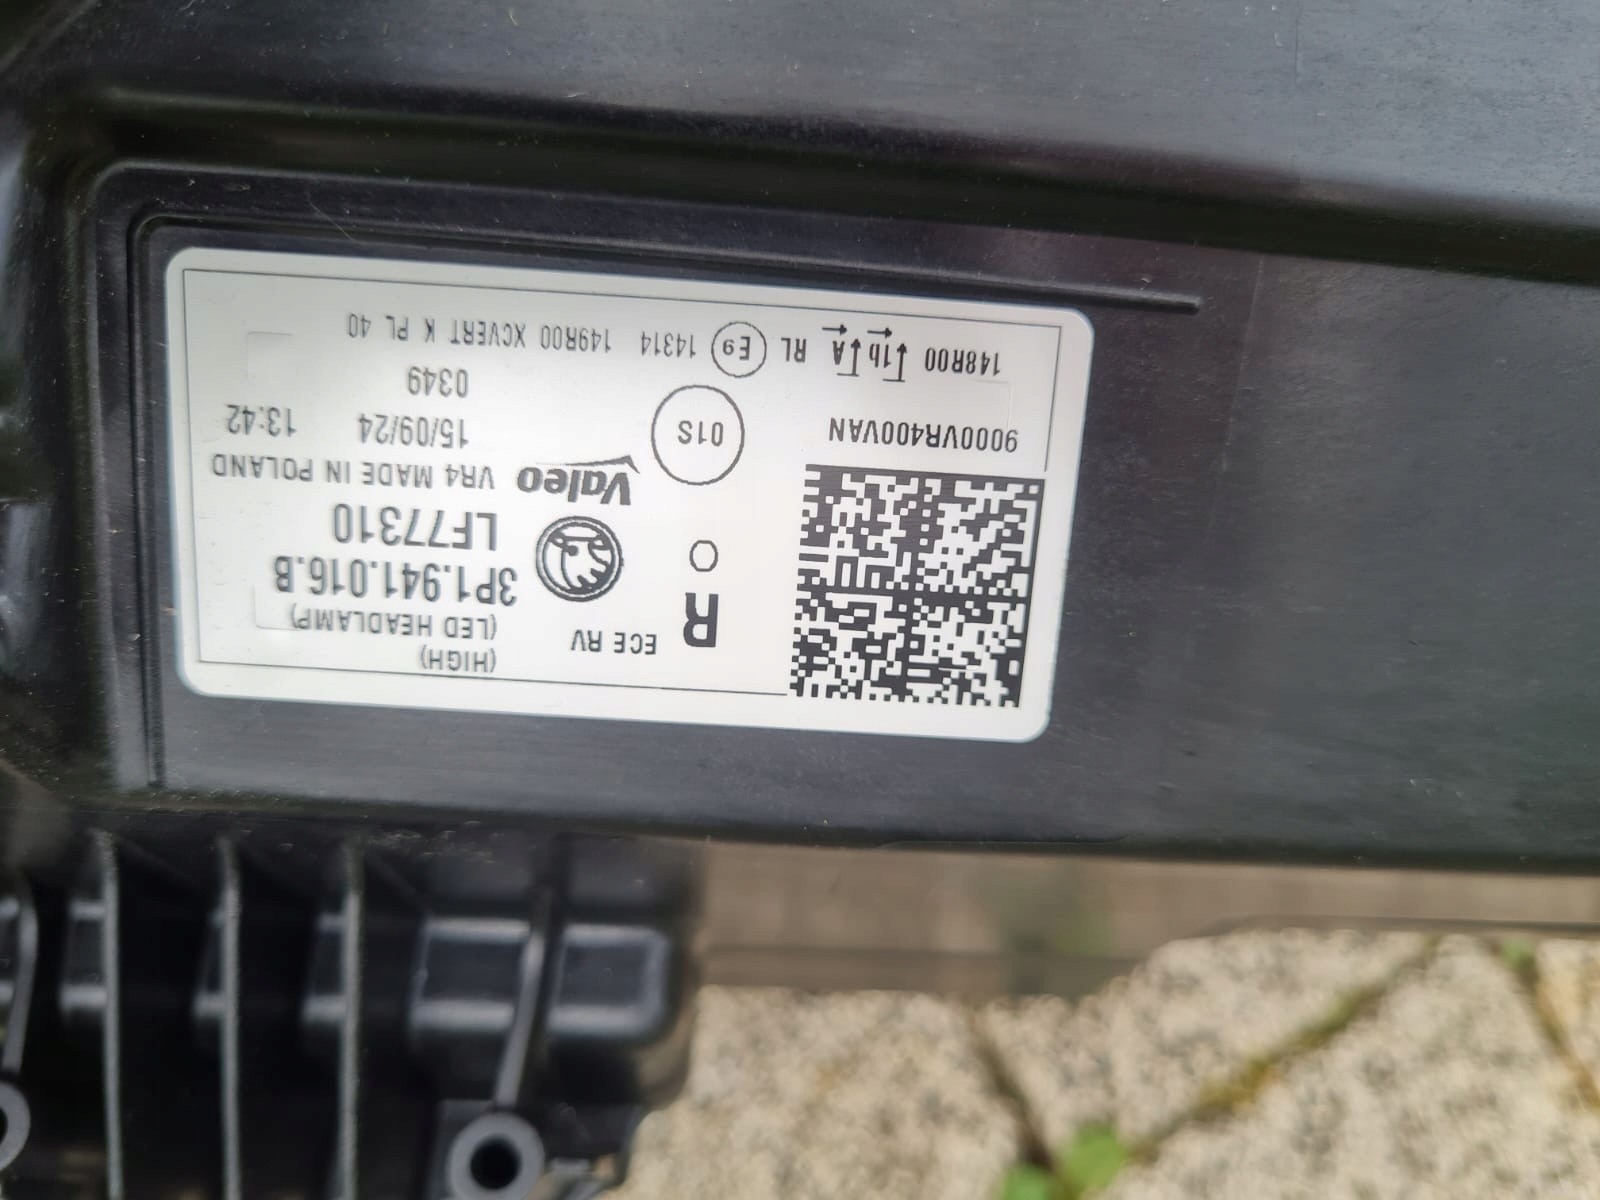 (HIGH)
(LED HEADLAMP)
3P1.941.016.B
LF77310
ECE RV
R
O
Valeo
VR4 MADE IN POLAND
15/09/24 13:42
0349
01S
9000VR400VAN
148R00 1b A RL E9 14314 149R00 XCVERT K PL 40